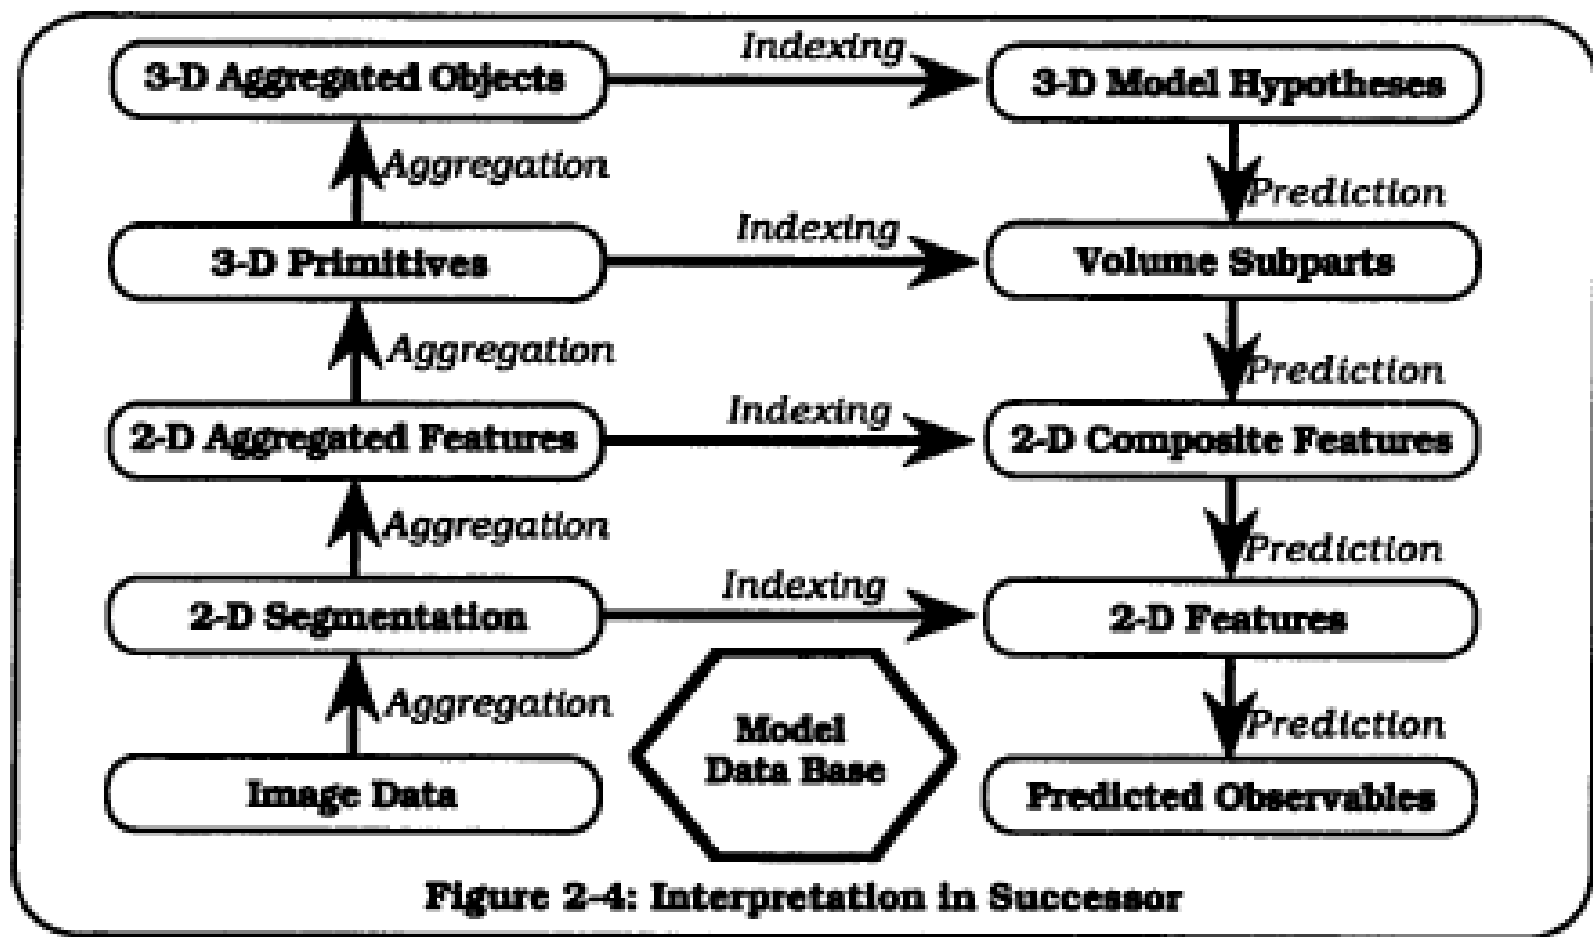 Indexing
3-D Aggregated Objects
3-D Model Hypotheses
Aggregation
Prediction
Indexing
3-D Primitives
Volume Subparts
Aggregation
Prediction
Indexing
2-D Aggregated Features
2-D Composite Features
Aggregation
Prediction
Indexing
2-D Segmentation
2-D Features
Aggregation
Prediction
Model
Data Base
Image Data
Predicted Observables
Figure 2-4: Interpretation in Successor